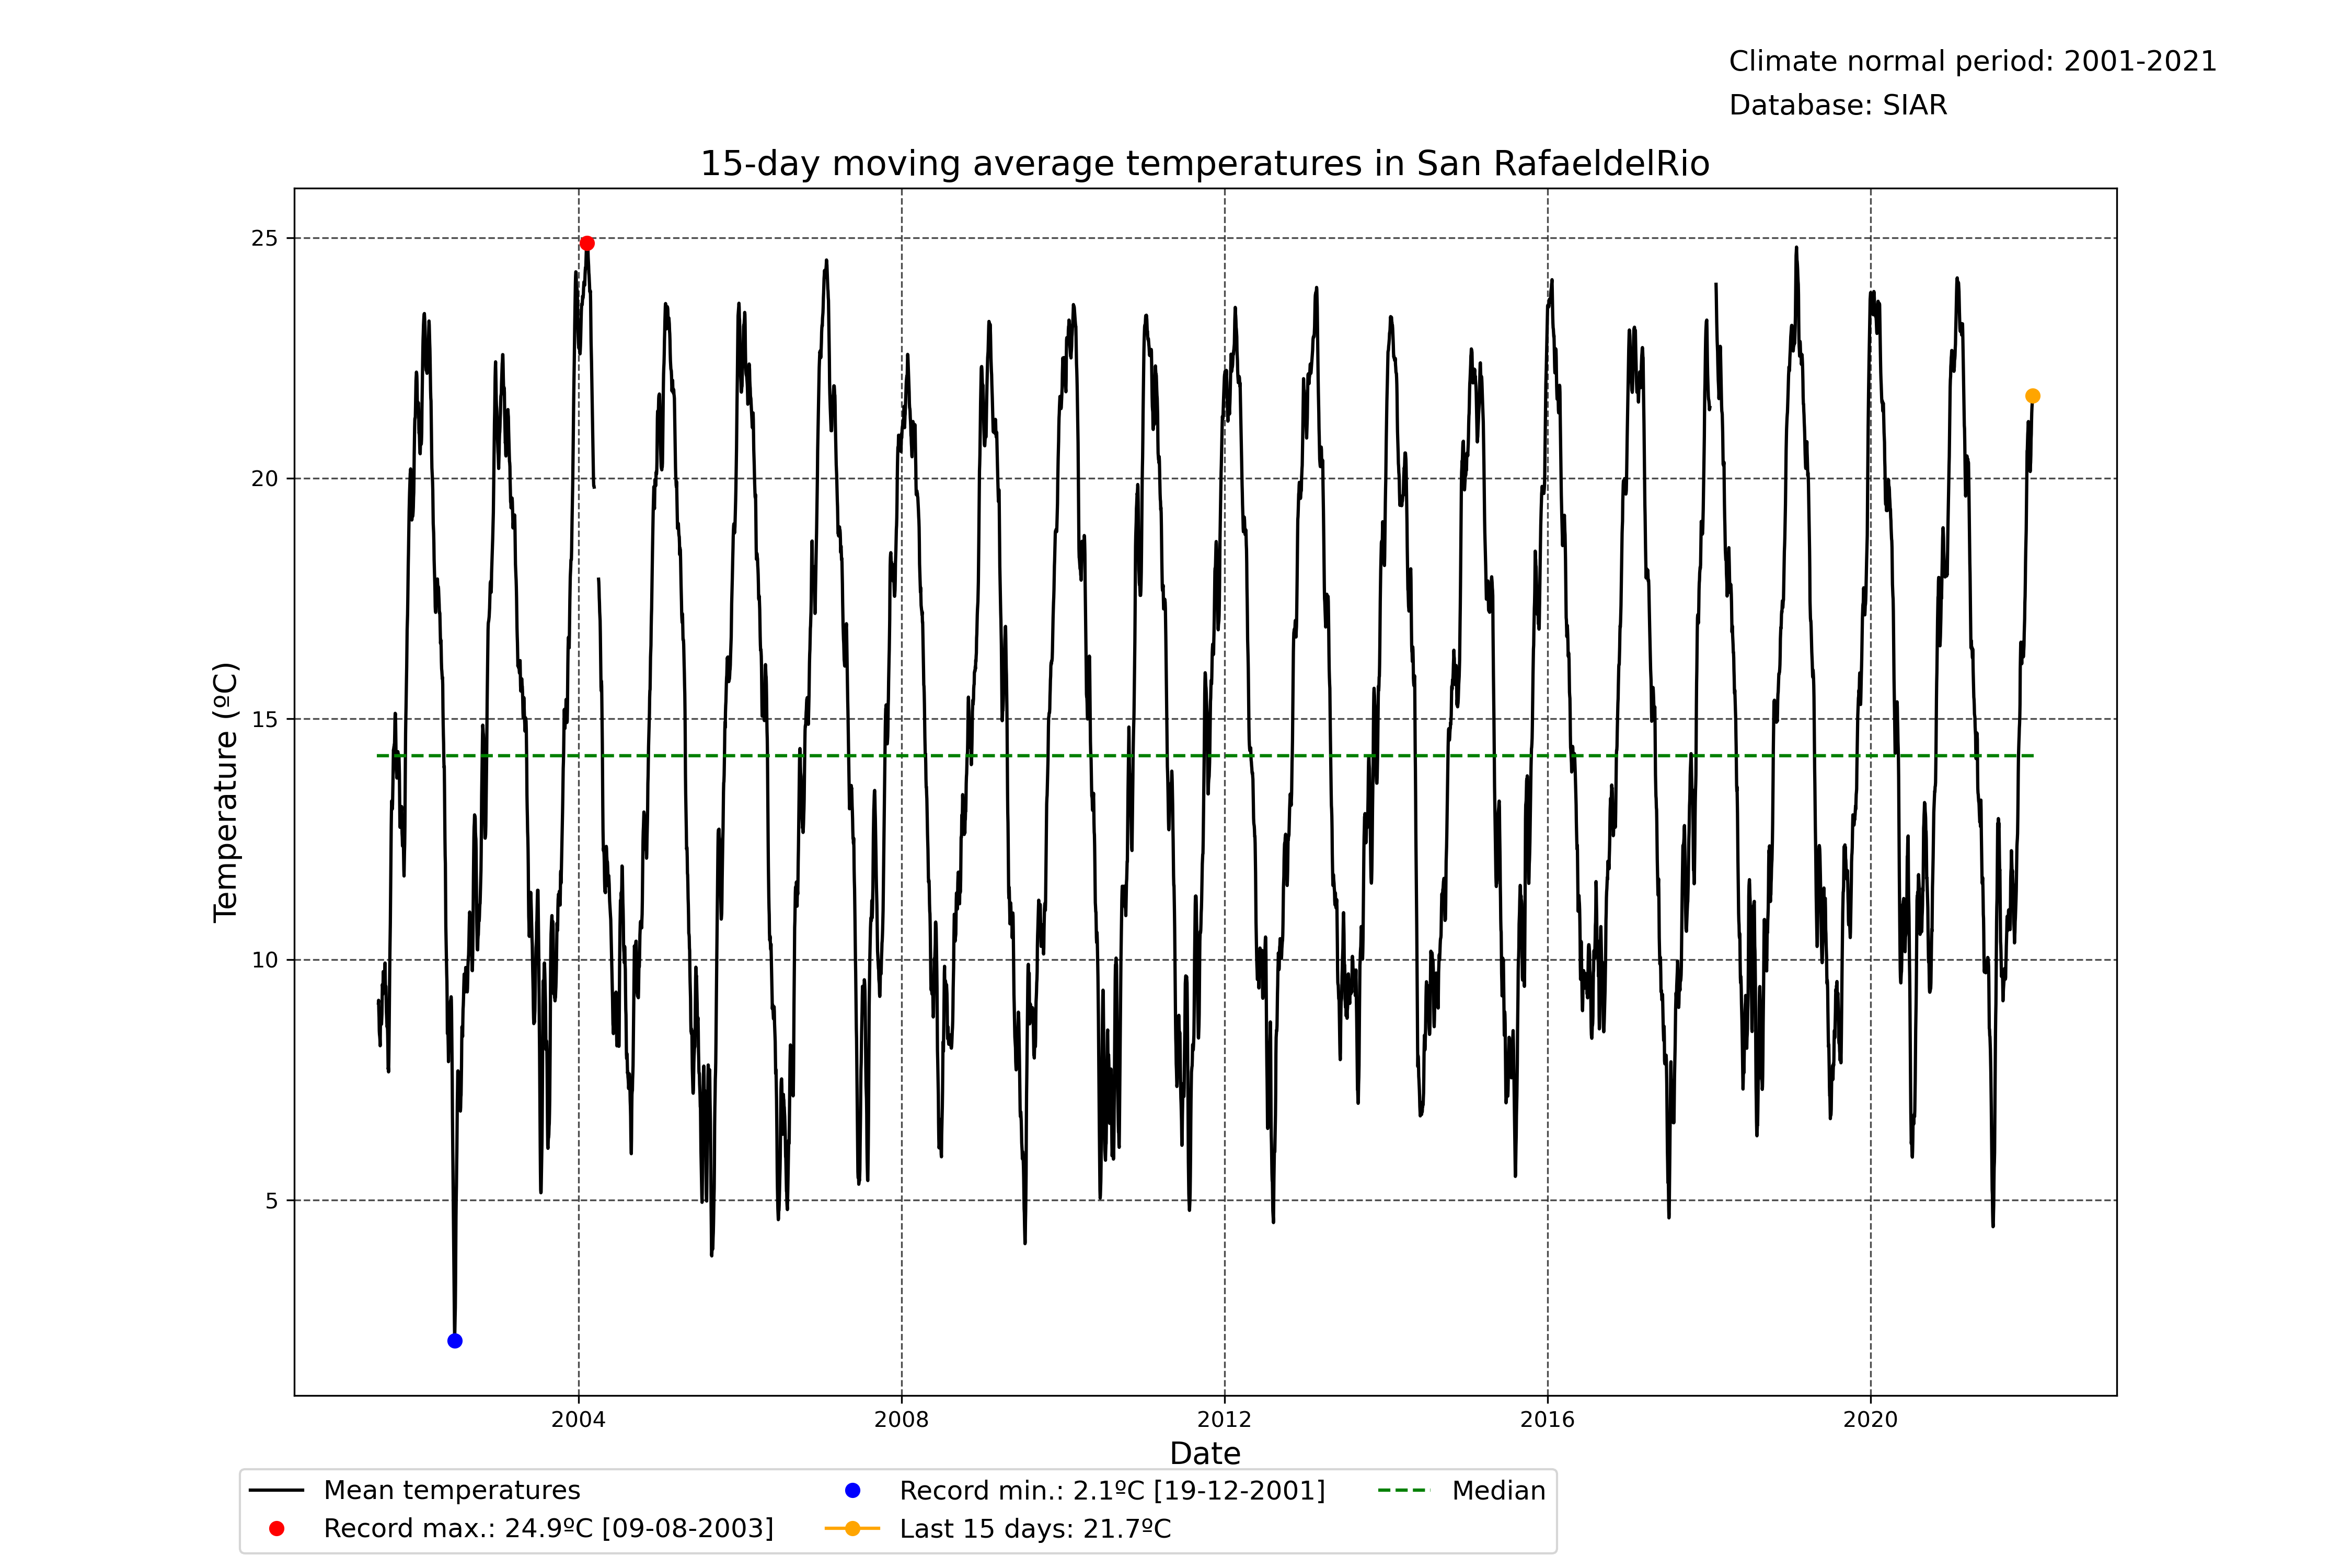 Climate normal period: 2001-2021
Database: SIAR
15-day moving average temperatures in San RafaeldelRio
25
20
15
10
5
Temperature (ºC)
2004 2008 2012 2016 2020
Date
Mean temperatures
Record max.: 24.9ºC [09-08-2003]
Record min.: 2.1ºC [19-12-2001]
Last 15 days: 21.7ºC
Median